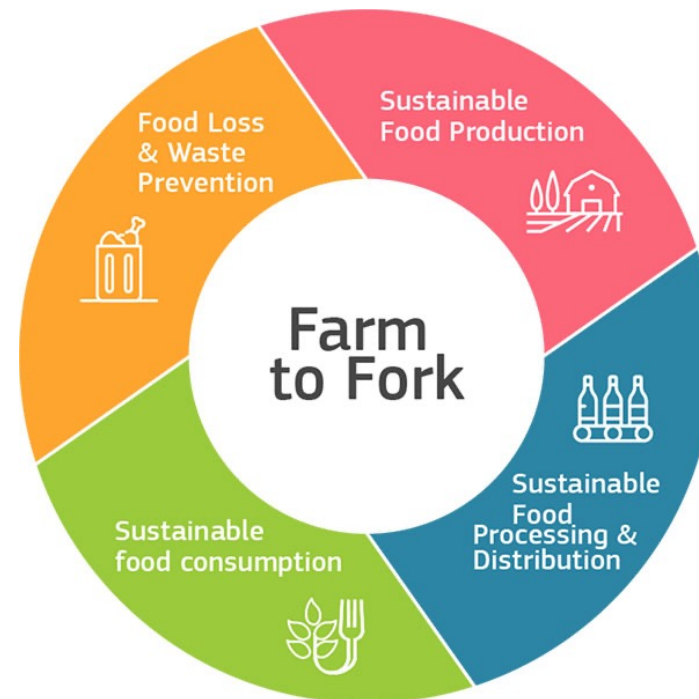 Farm
to Fork
Sustainable
Food Production
Sustainable
Food
Processing &
Distribution
Sustainable
food consumption
Food Loss
& Waste
Prevention